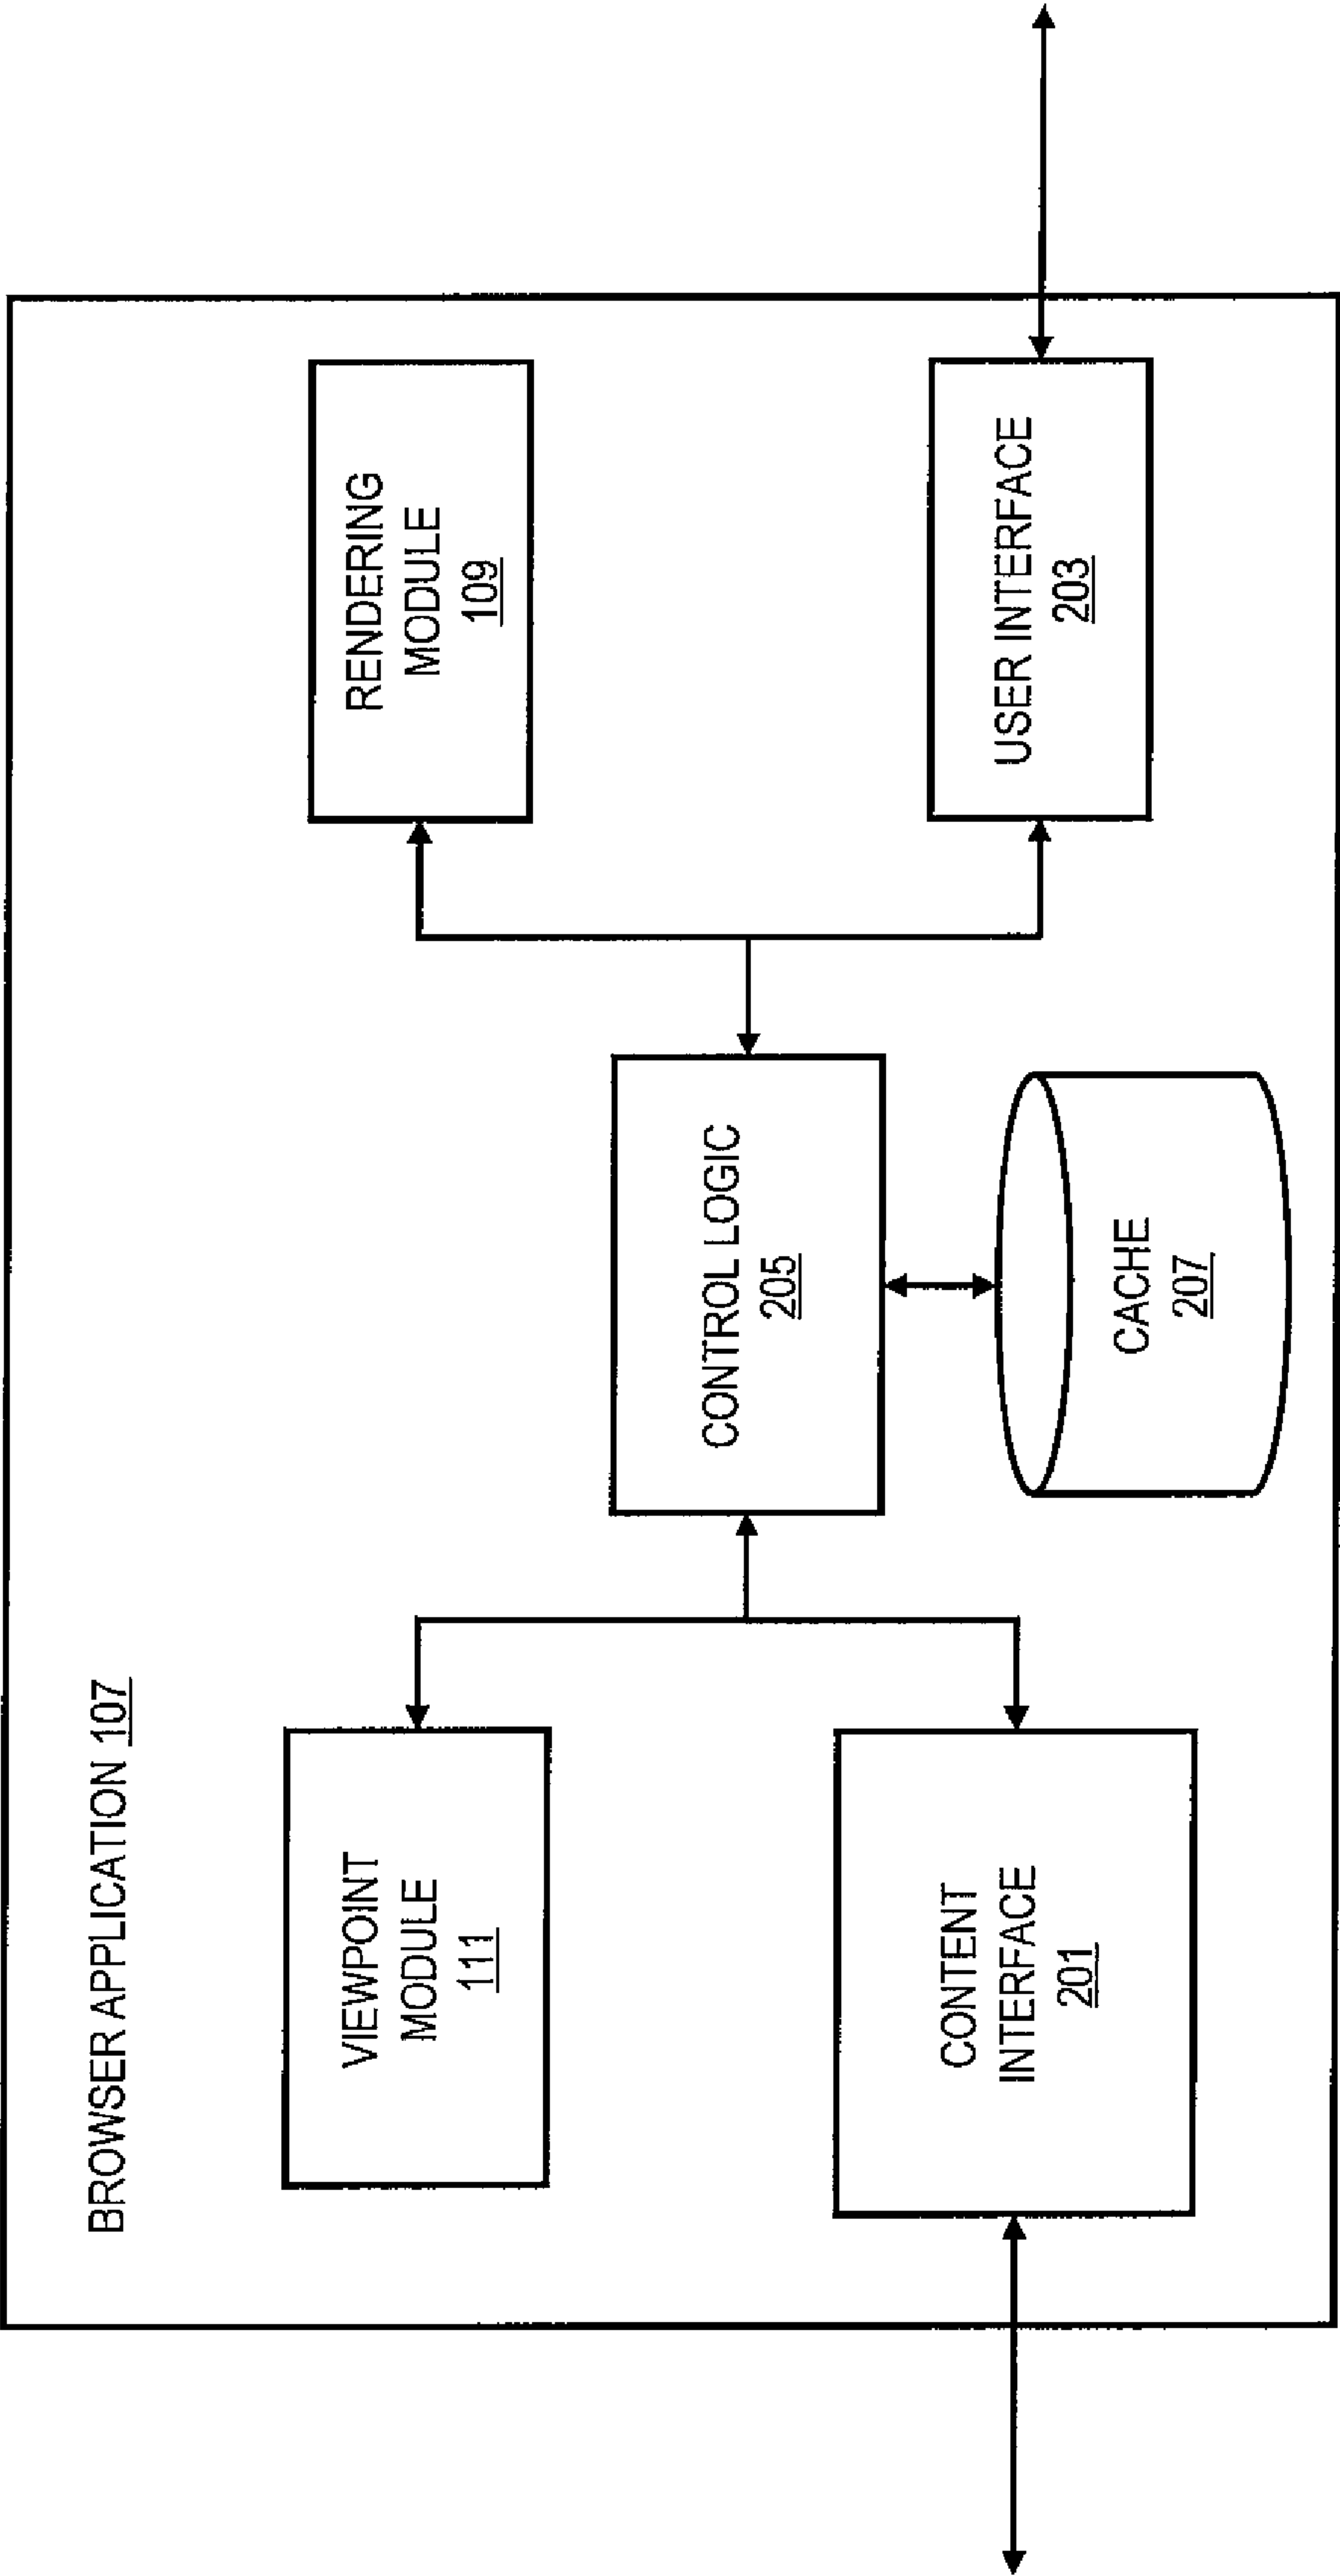 BROWSER APPLICATION 107
VIEWPOINT
MODULE
111
RENDERING
MODULE
109
CONTROL LOGIC
205
CONTENT
INTERFACE
201
CACHE
207
USER INTERFACE
203